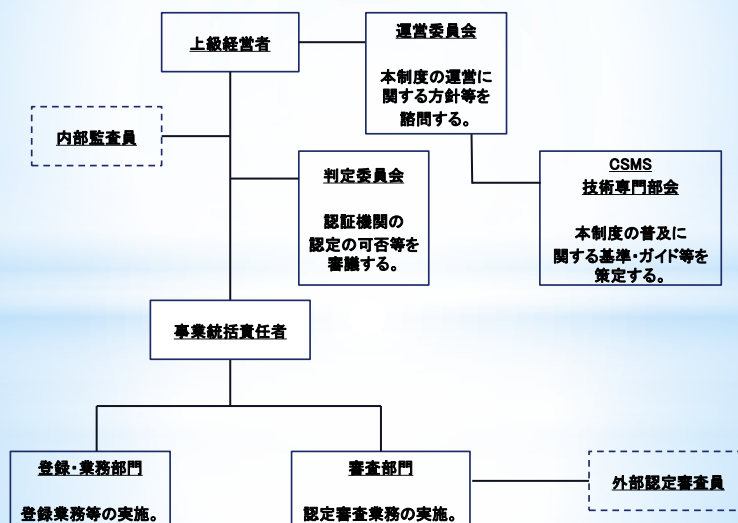 上級経営者
運営委員会
本制度の運営に
関する方針等を
諮問する。
内部監査員
判定委員会
認証機関の
認定の可否等を
審議する。
CSMS
技術専門部会
本制度の普及に
関する基準・ガイド等を
策定する。
事業統括責任者
登録・業務部門
登録業務等の実施。
審査部門
認定審査業務の実施。
外部認定審査員